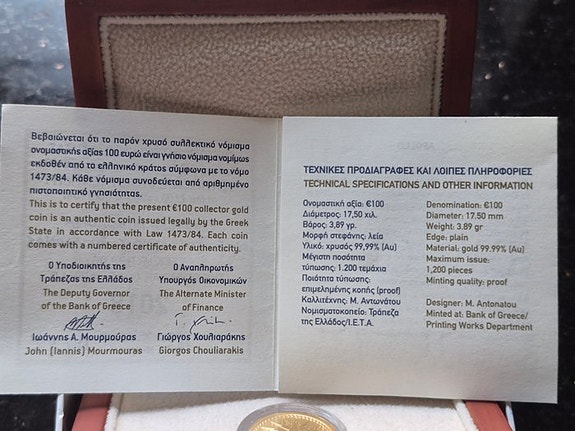 Βεβαιώνεται ότι το παρόν χρυσό συλλεκτικό νόμισμα
ονομαστικής αξίας 100 ευρώ είναι γνήσιο νόμισμα νομίμως
εκδοθέν από το ελληνικό κράτος σύμφωνα με το νόμο
1473/84. Κάθε νόμισμα συνοδεύεται από αριθμημένο
πιστοποιητικό γνησιότητας.
This is to certify that the present €100 collector gold
coin is an authentic coin issued legally by the Greek
State in accordance with Law 1473/84. Each coin
comes with a numbered certificate of authenticity.
Ο Υποδιοικητής της
Τράπεζας της Ελλάδος
The Deputy Governor
of the Bank of Greece
Ιωάννης Α. Μουρμούρας
John (Iannis) Mourmouras
Ο Αναπληρωτής
Υπουργός Οικονομικών
The Alternate Minister
of Finance
Γιώργος Χουλιαράκης
Giorgos Chouliarakis
ΤΕΧΝΙΚΕΣ ΠΡΟΔΙΑΓΡΑΦΕΣ ΚΑΙ ΛΟΙΠΕΣ ΠΛΗΡΟΦΟΡΙΕΣ
TECHNICAL SPECIFICATIONS AND OTHER INFORMATION
Ονομαστική αξία: €100
Διάμετρος: 17,50 χιλ.
Βάρος: 3,89 γρ.
Μορφή στεφάνης: λεία
Υλικό: χρυσός 99,99% (Au)
Μέγιστη ποσότητα
τύπωσης: 1.200 τεμάχια
Ποιότητα τύπωσης:
επιμελημένης κοπής (proof)
Καλλιτέχνης: Μ. Αντωνάτου
Νομισματοκοπείο: Τράπεζα
της Ελλάδος/Ι.Ε.Τ.Α.
Denomination: €100
Diameter: 17.50 mm
Weight: 3.89 gr
Edge: plain
Material: gold 99.99% (Au)
Maximum issue:
1,200 pieces
Minting quality: proof
Designer: M. Antonatou
Minted at: Bank of Greece/
Printing Works Department